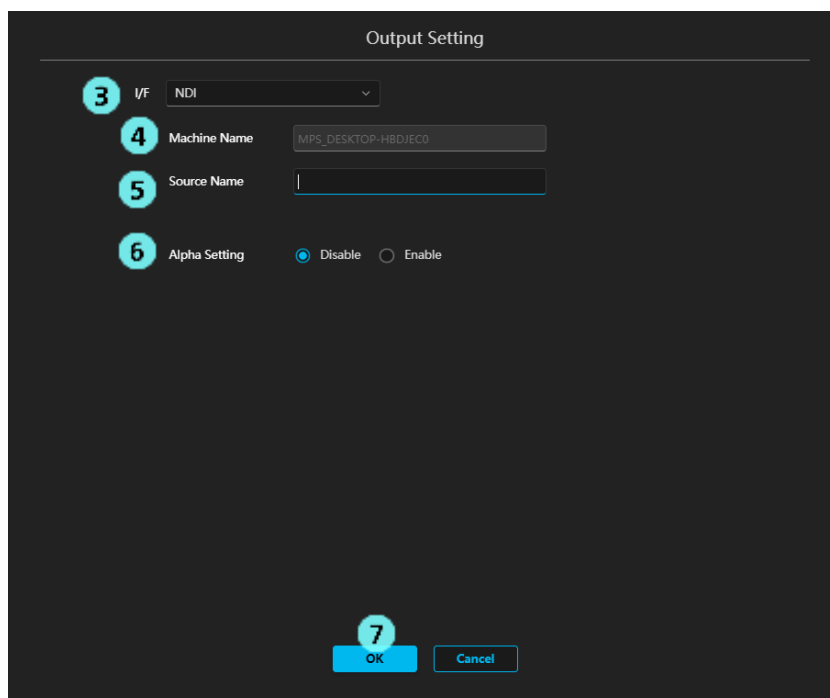 Output Setting
3 I/F NDI
4 Machine Name MPS_DESKTOP-HBDJEC0
5 Source Name
6 Alpha Setting Disable Enable
7
OK Cancel